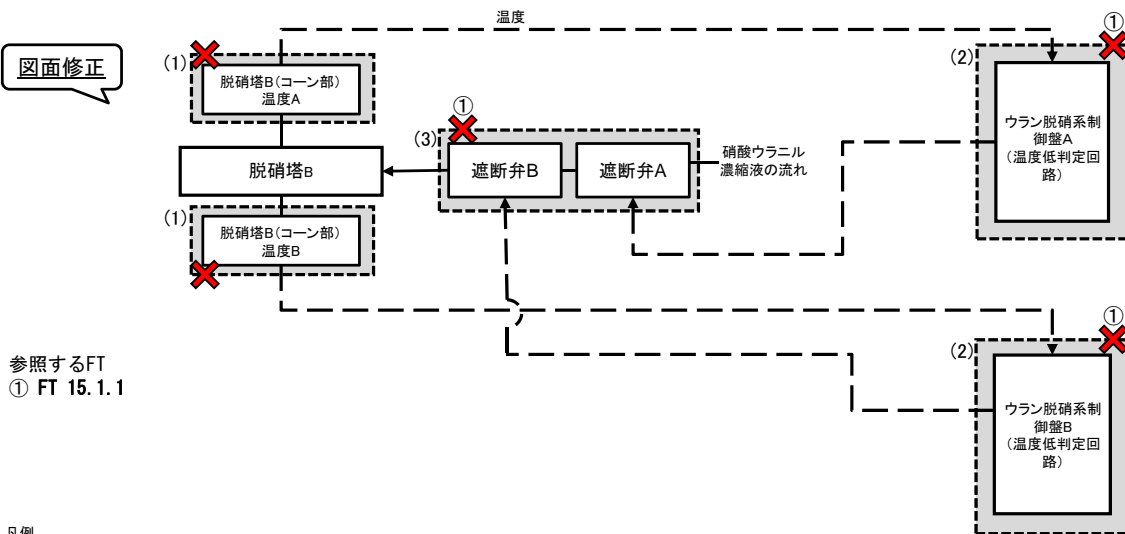 温度
図面修正
(1)
脱硝塔B(コーン部)
温度A
(2)
①
ウラン脱硝系制
御盤A
(温度低判定回
路)
①
(3)
遮断弁B
遮断弁A
硝酸ウラニル
濃縮液の流れ
脱硝塔B
(1)
脱硝塔B(コーン部)
温度B
①
(2)
ウラン脱硝系制
御盤B
(温度低判定回
路)
参照するFT
① FT 15.1.1
凡例